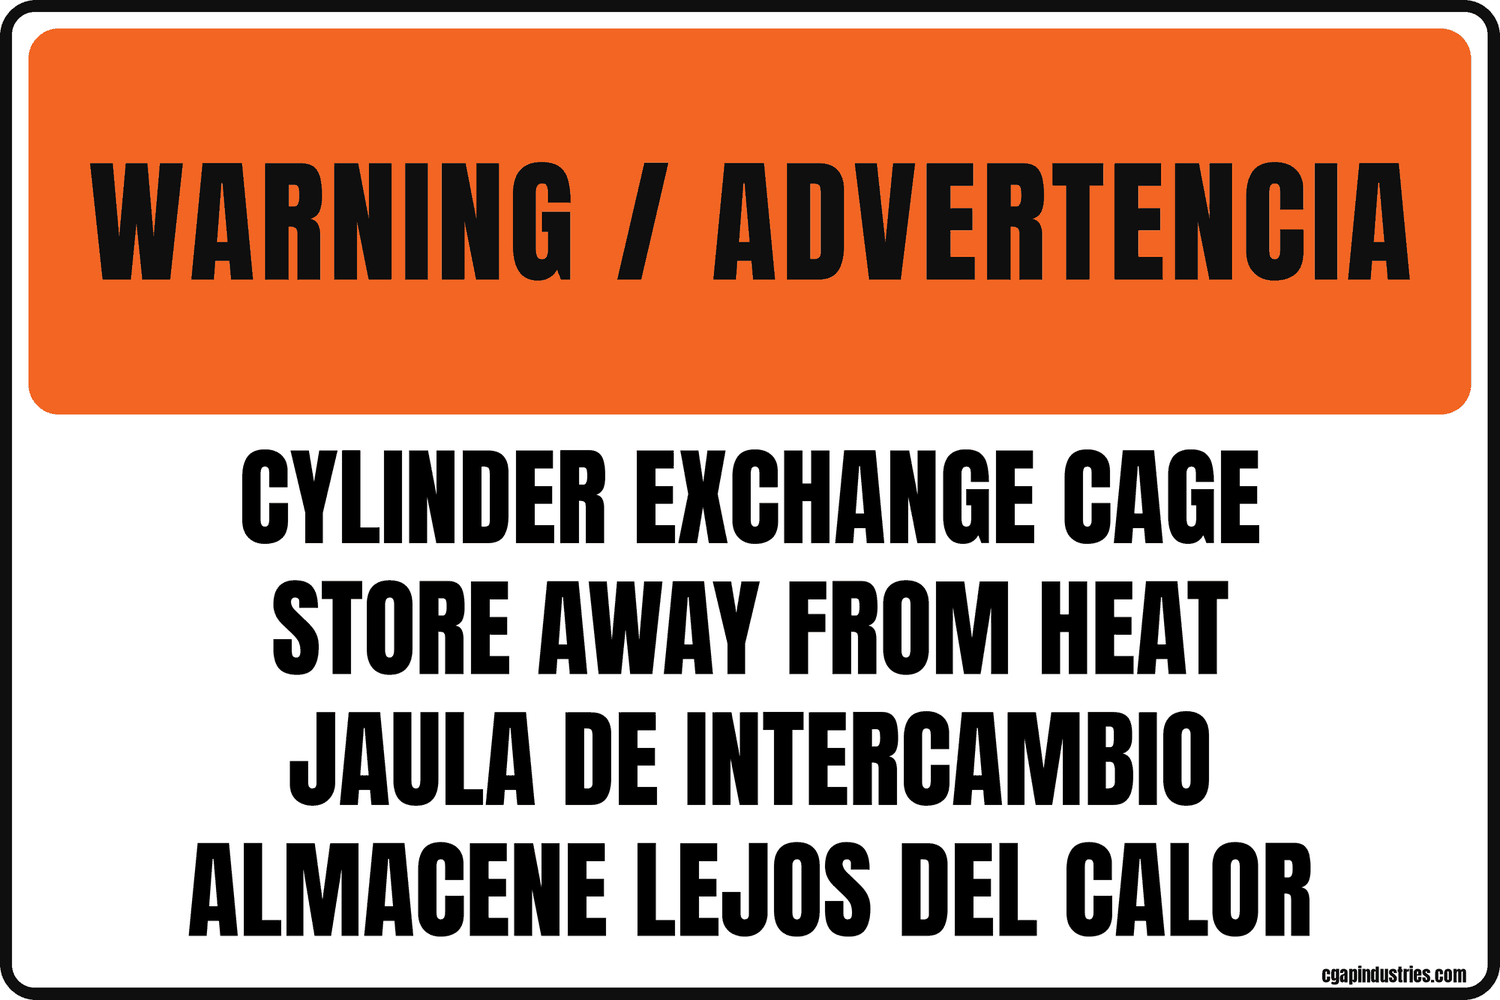 WARNING / ADVERTENCIA
CYLINDER EXCHANGE CAGE
STORE AWAY FROM HEAT
JAULA DE INTERCAMBIO
ALMACENE LEJOS DEL CALOR
cgapindustries.com